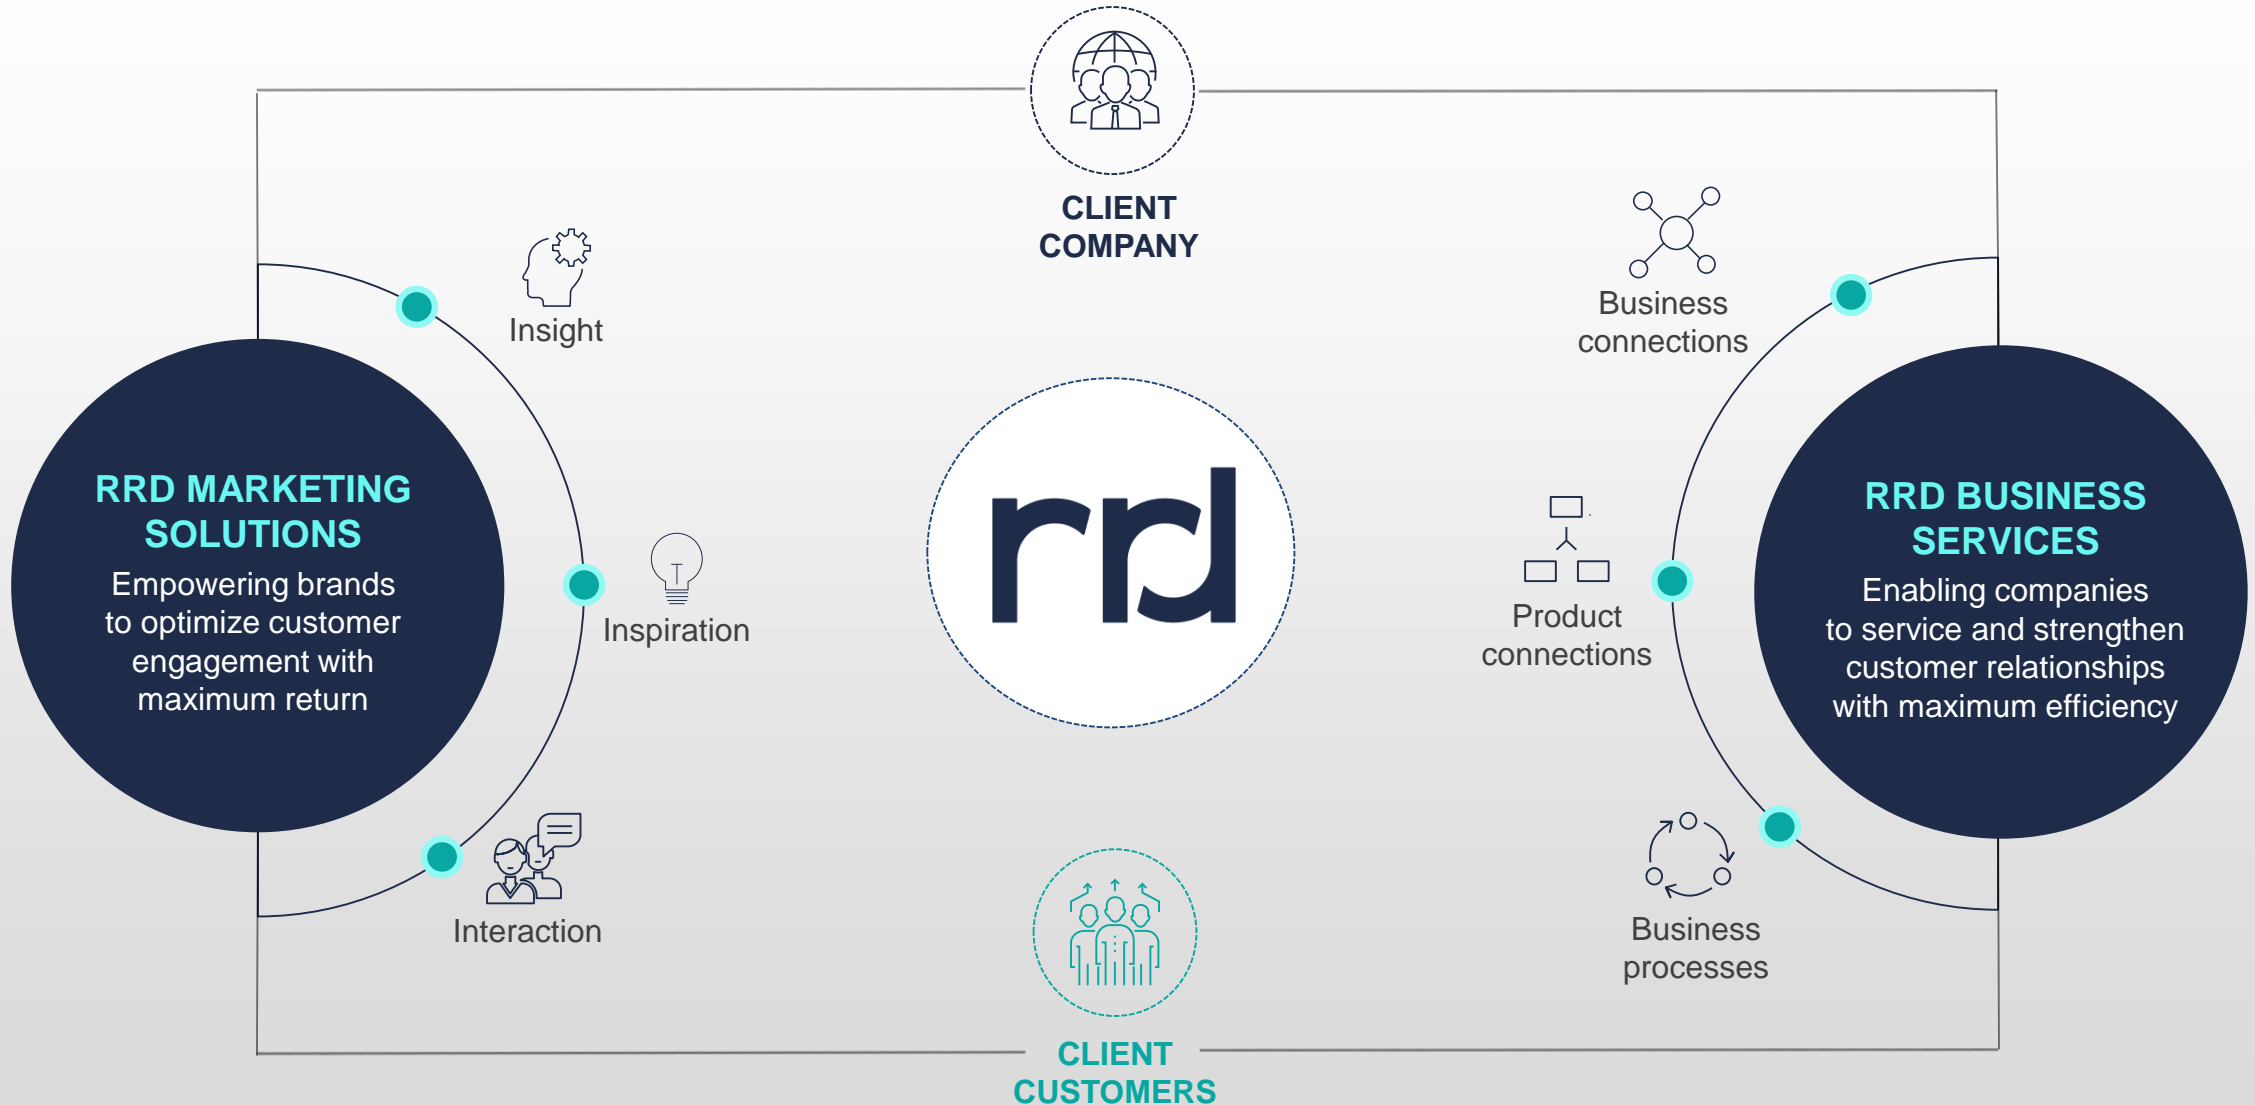 CLIENT
COMPANY
Insight
Inspiration
Interaction
RRD MARKETING
SOLUTIONS
Empowering brands
to optimize customer
engagement with
maximum return
rrd
Business
connections
Product
connections
Business
processes
RRD BUSINESS
SERVICES
Enabling companies
to service and strengthen
customer relationships
with maximum efficiency
CLIENT
CUSTOMERS